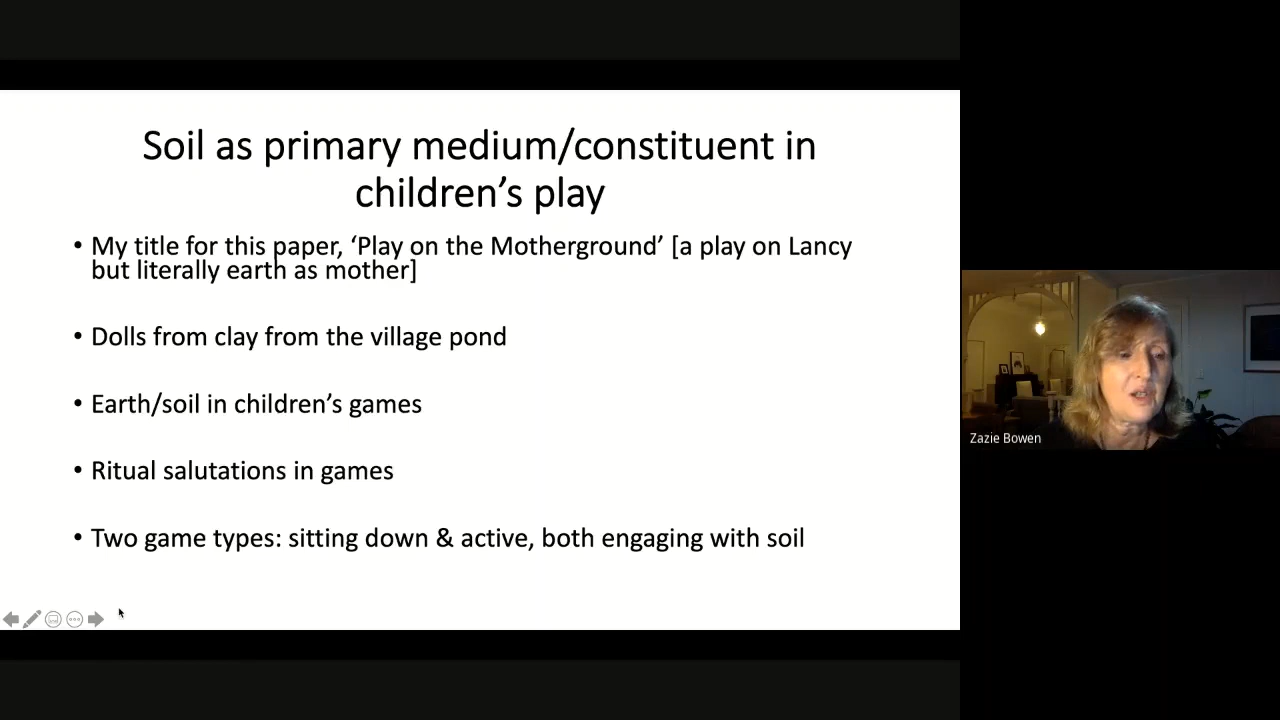 Soil as primary medium/constituent in
children’s play
• My title for this paper, ‘Play on the Motherground’ [a play on Lancy
but literally earth as mother]
• Dolls from clay from the village pond
• Earth/soil in children’s games
• Ritual salutations in games
• Two game types: sitting down & active, both engaging with soil
Zazie Bowen